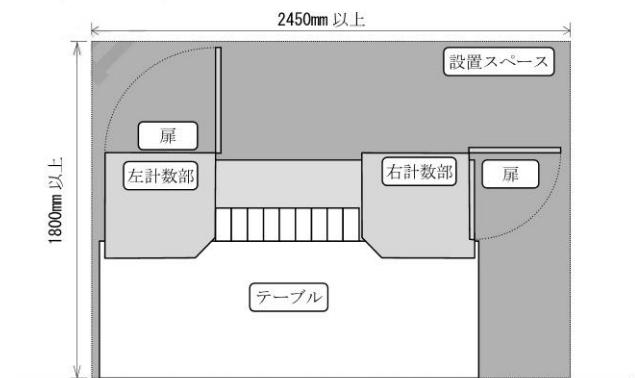 2450mm 以上
設置スペース
1800mm 以上
扉
左計数部
右計数部
扉
テーブル